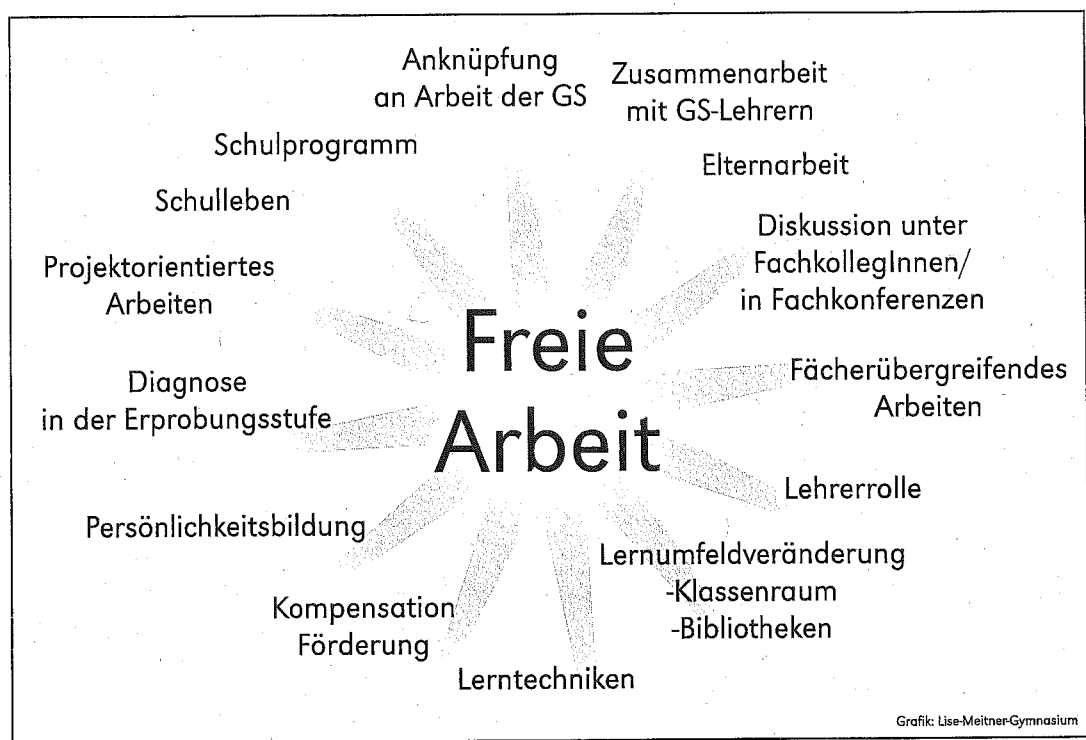 Anknüpfung
an Arbeit der GS
Zusammenarbeit
mit GS-Lehrern
Schulprogramm
Elternarbeit
Schulleben
Diskussion unter
FachkollegInnen/
in Fachkonferenzen
Projektorientiertes
Arbeiten
Freie
Arbeit
Fächerübergreifendes
Arbeiten
Diagnose
in der Erprobungsstufe
Lehrerrolle
Persönlichkeitsbildung
Lernumfeldveränderung
-Klassenraum
-Bibliotheken
Kompensation
Förderung
Lerntechniken
Grafik: Lise-Meitner-Gymnasium